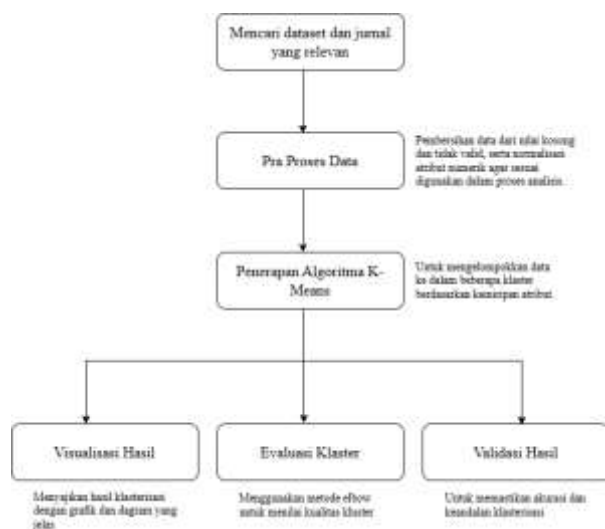 Mencari dataset dan jurnal
yang relevan
Pra Proses Data
Pembersihan data dari nilai kosong
dan tidak valid, serta normalisasi
atribut numerik agar sesuai
digunakan dalam proses analisis.
Penerapan Algoritma K-
Means
Untuk mengelompokkan data
ke dalam beberapa klaster
berdasarkan kemiripan atribut.
Visualisasi Hasil
Evaluasi Klaster
Validasi Hasil
Menyajikan hasil klasterisasi
dengan grafik dan diagram yang
jelas
Menggunakan metode elbow
untuk menilai kualitas kluster
Untuk memastikan akurasi dan
keandalan klasterisasi